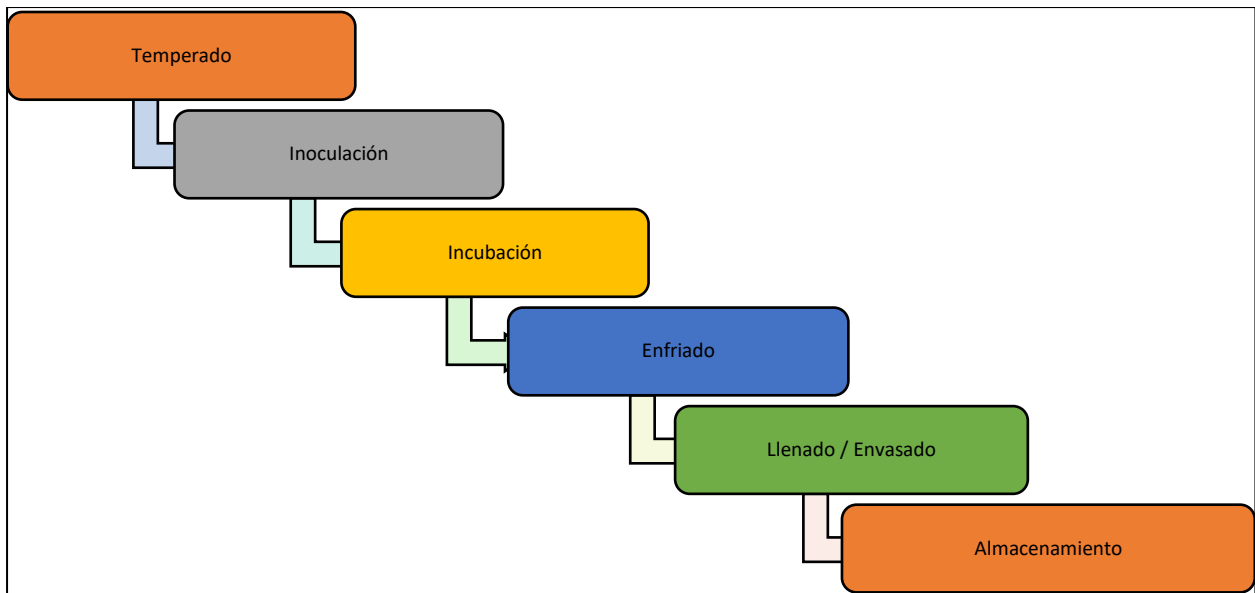 Temperado
Inoculación
Incubación
Enfriado
Llenado / Envasado
Almacenamiento